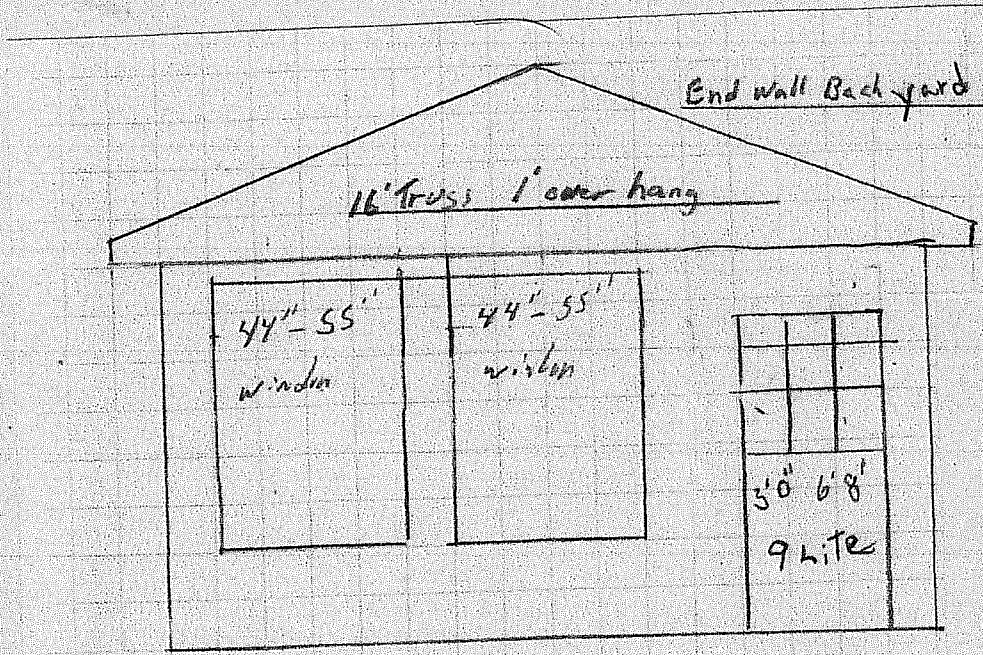 End Wall Back yard
16' Truss 1' over hang
44"- 55"
window
44"- 55"
window
3'0" 6'8'
9 Lite